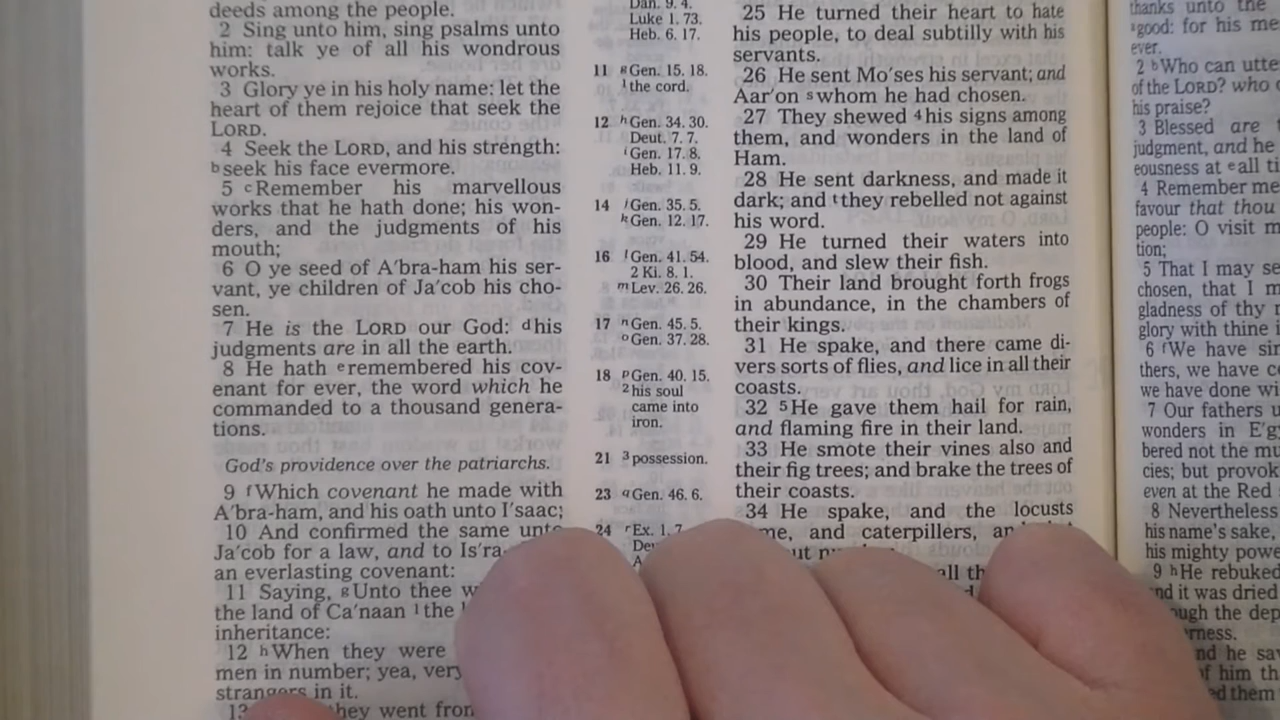 deeds among the people.
2 Sing unto him, sing psalms unto
him: talk ye of all his wondrous
works.
3 Glory ye in his holy name: let the
heart of them rejoice that seek the
LORD.
4 Seek the LORD, and his strength:
b seek his face evermore.
5 c Remember his marvellous
works that he hath done; his won-
ders, and the judgments of his
mouth;
6 O ye seed of A′bra-ham his ser-
vant, ye children of Ja′cob his cho-
sen.
7 He is the LORD our God: d his
judgments are in all the earth.
8 He hath e remembered his cov-
enant for ever, the word which he
commanded to a thousand genera-
tions.
God's providence over the patriarchs.
9 f Which covenant he made with
A′bra-ham, and his oath unto I′saac;
10 And confirmed the same unto
Ja′cob for a law, and to Is′ra-
an everlasting covenant:
11 Saying, g Unto thee
the land of Ca′naan 1 the
inheritance:
12 h When they were
men in number; yea, very
strangers in it.
13 they went from
Dan. 9. 4.
Luke 1. 73.
Heb. 6. 17.
11 g Gen. 15. 18.
1 the cord.
12 h Gen. 34. 30.
Deut. 7. 7.
i Gen. 17. 8.
Heb. 11. 9.
14 j Gen. 35. 5.
k Gen. 12. 17.
16 l Gen. 41. 54.
2 Ki. 8. 1.
m Lev. 26. 26.
17 n Gen. 45. 5.
o Gen. 37. 28.
18 p Gen. 40. 15.
2 his soul
came into
iron.
21 3 possession.
23 q Gen. 46. 6.
24 r Ex. 1. 7.
25 He turned their heart to hate
his people, to deal subtilly with his
servants.
26 He sent Mo′ses his servant; and
Aar′on s whom he had chosen.
27 They shewed 4 his signs among
them, and wonders in the land of
Ham.
28 He sent darkness, and made it
dark; and t they rebelled not against
his word.
29 He turned their waters into
blood, and slew their fish.
30 Their land brought forth frogs
in abundance, in the chambers of
their kings.
31 He spake, and there came di-
vers sorts of flies, and lice in all their
coasts.
32 5 He gave them hail for rain,
and flaming fire in their land.
33 He smote their vines also and
their fig trees; and brake the trees of
their coasts.
34 He spake, and the locusts
and caterpillers,
all
thanks unto the
good: for his me
ever.
2 b Who can utte
of the LORD? who
his praise?
3 Blessed are
judgment, and he
eousness at e all ti
4 Remember me
favour that thou
people: O visit m
tion;
5 That I may se
chosen, that I m
gladness of thy
glory with thine
6 f We have sin
thers, we have c
we have done wi
7 Our fathers u
wonders in E′g
bered not the mu
cies; but provok
even at the Red
8 Nevertheless
his name's sake,
his mighty powe
9 h He rebuked
it was dried
the dep
of him th